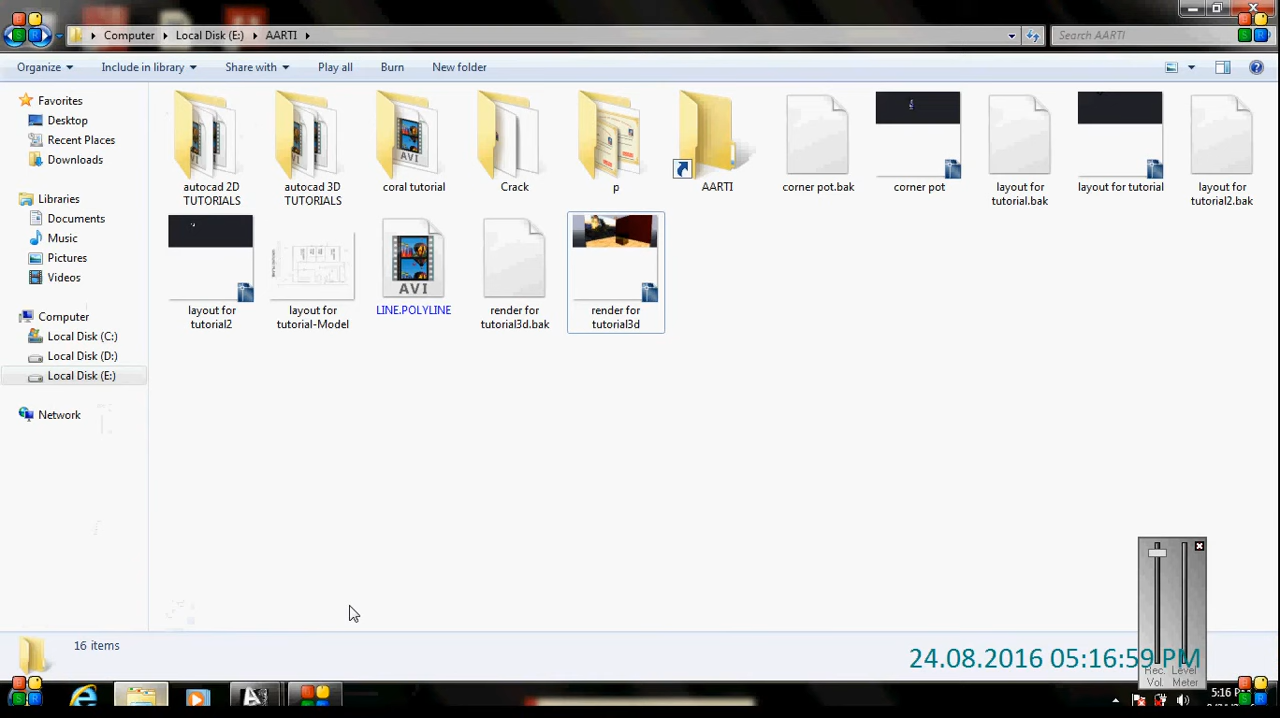 B O
S R
B O
S R
Computer Local Disk (E:) AARTI
Search AARTI
Organize Include in library Share with Play all Burn New folder
Favorites
Desktop
Recent Places
Downloads
Libraries
Documents
Music
Pictures
Videos
Computer
Local Disk (C:)
Local Disk (D:)
Local Disk (E:)
Network
autocad 2D
TUTORIALS
autocad 3D
TUTORIALS
AVI
coral tutorial
Crack
p
AARTI
corner pot.bak
corner pot
layout for
tutorial.bak
layout for tutorial
layout for
tutorial2.bak
layout for
tutorial2
layout for
tutorial-Model
AVI
LINE.POLYLINE
render for
tutorial3d.bak
render for
tutorial3d
16 items
24.08.2016 05:16:59 PM
Rec. Level
Vol. Meter
5:16 PM